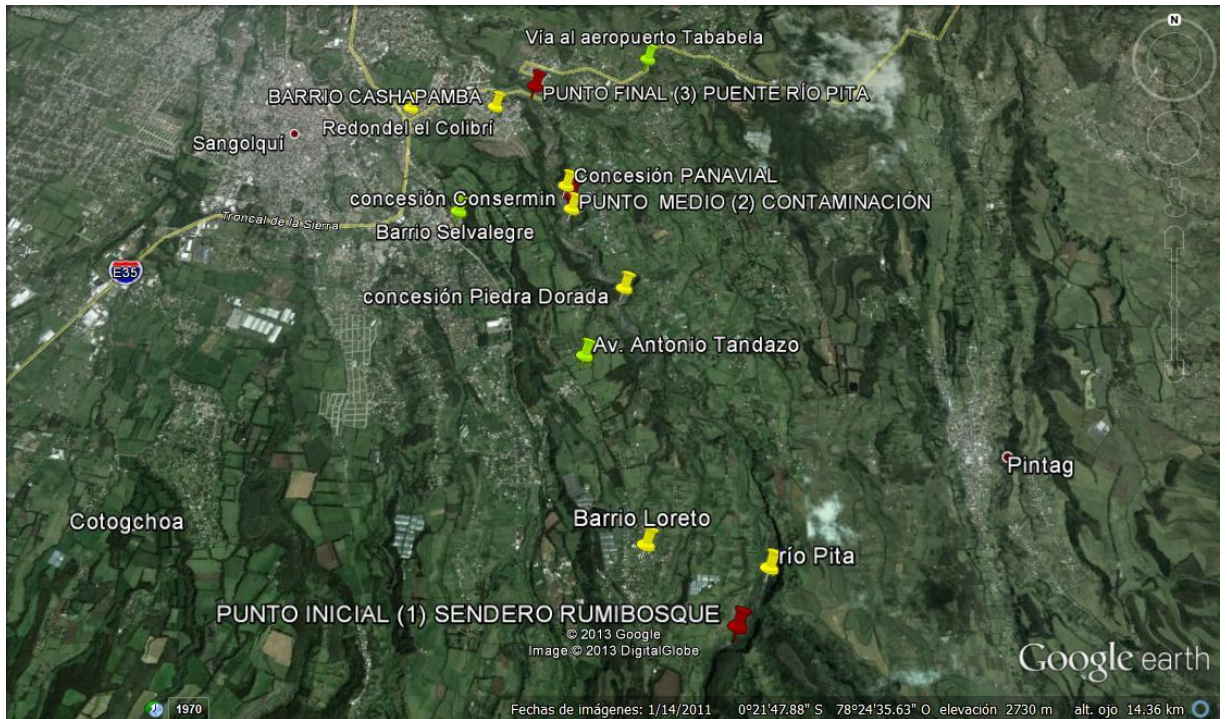 N
Vía al aeropuerto Tababela
PUNTO FINAL (3) PUENTE RÍO PITA
BARRIO CASHAPAMBA
Redondel el Colibrí
Sangolquí
Concesión PANAVIAL
concesión Consermin
PUNTO MEDIO (2) CONTAMINACIÓN
Troncal de la Sierra
Barrio Selvalegre
E35
concesión Piedra Dorada
Av. Antonio Tandazo
Pintag
Cotogchoa
Barrio Loreto
río Pita
PUNTO INICIAL (1) SENDERO RUMIBOSQUE
© 2013 Google
Image © 2013 DigitalGlobe
Google earth
1970
Fechas de imágenes: 1/14/2011 0°21'47.88" S 78°24'35.63" O elevación 2730 m alt. ojo 14.36 km